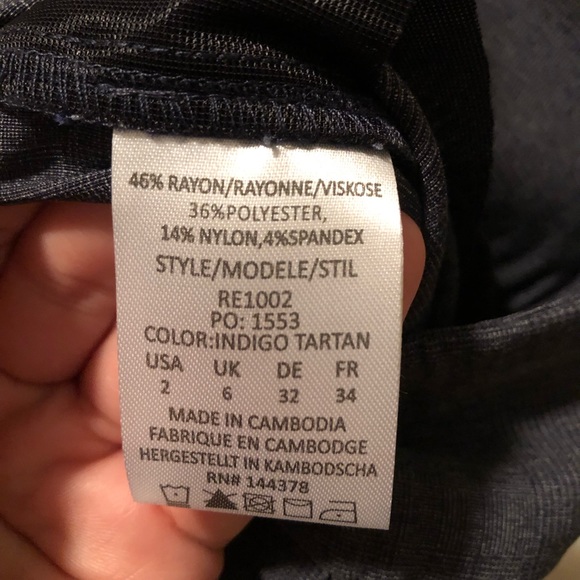 46% RAYON/RAYONNE/VISKOSE
36%POLYESTER,
14% NYLON,4%SPANDEX
STYLE/MODELE/STIL
RE1002
PO: 1553
COLOR:INDIGO TARTAN
USA UK DE FR
2 6 32 34
MADE IN CAMBODIA
FABRIQUE EN CAMBODGE
HERGESTELLT IN KAMBODSCHA
RN# 144378